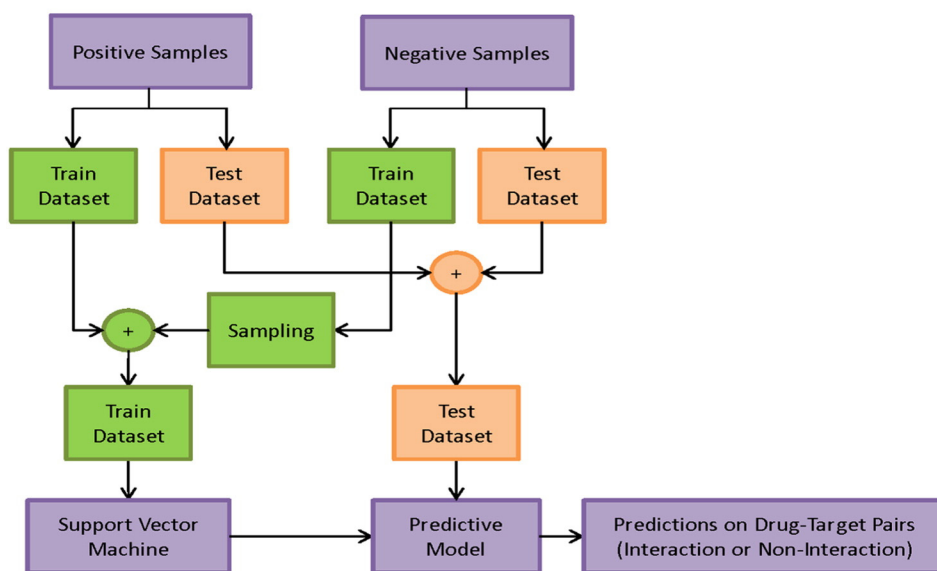 Positive Samples
Negative Samples
Train
Dataset
Test
Dataset
Train
Dataset
Test
Dataset
+
Sampling
+
Train
Dataset
Test
Dataset
Support Vector
Machine
Predictive
Model
Predictions on Drug-Target Pairs
(Interaction or Non-Interaction)